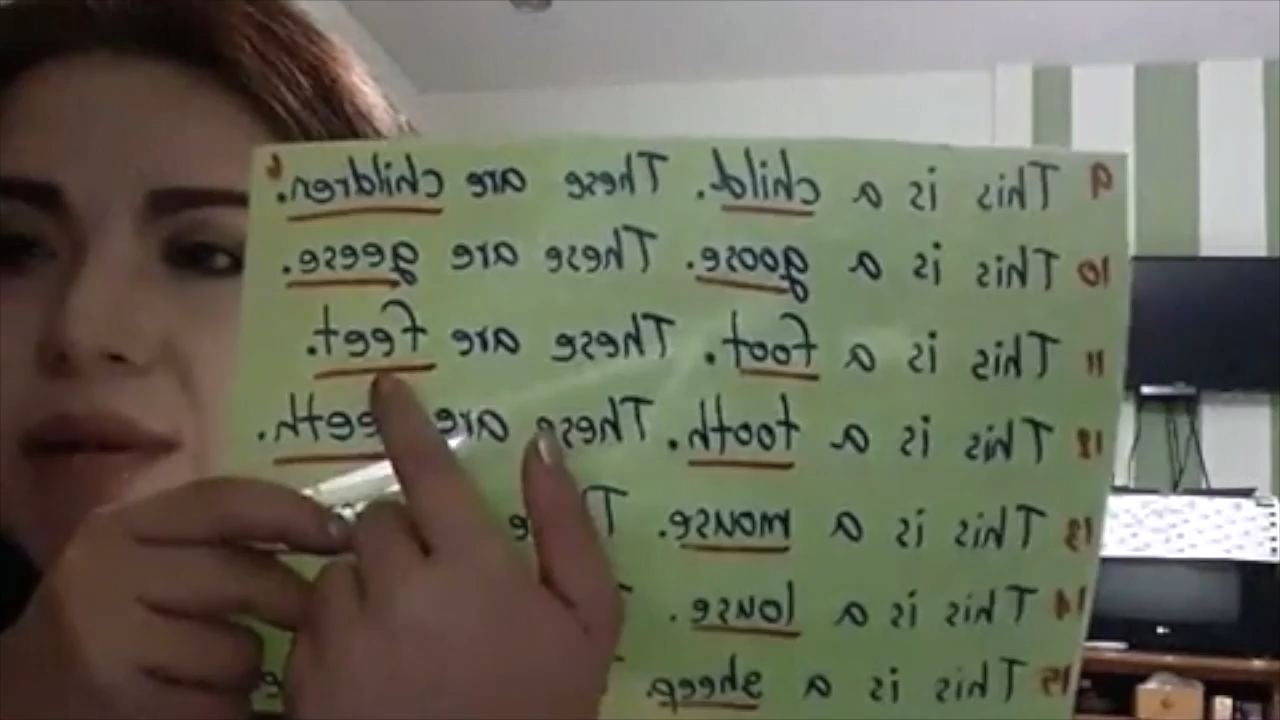 9 This is a child. These are children.
10 This is a goose. These are geese.
11 This is a foot. These are feet.
12 This is a tooth. These are teeth.
13 This is a mouse.
14 This is a louse.
15 This is a sheep.